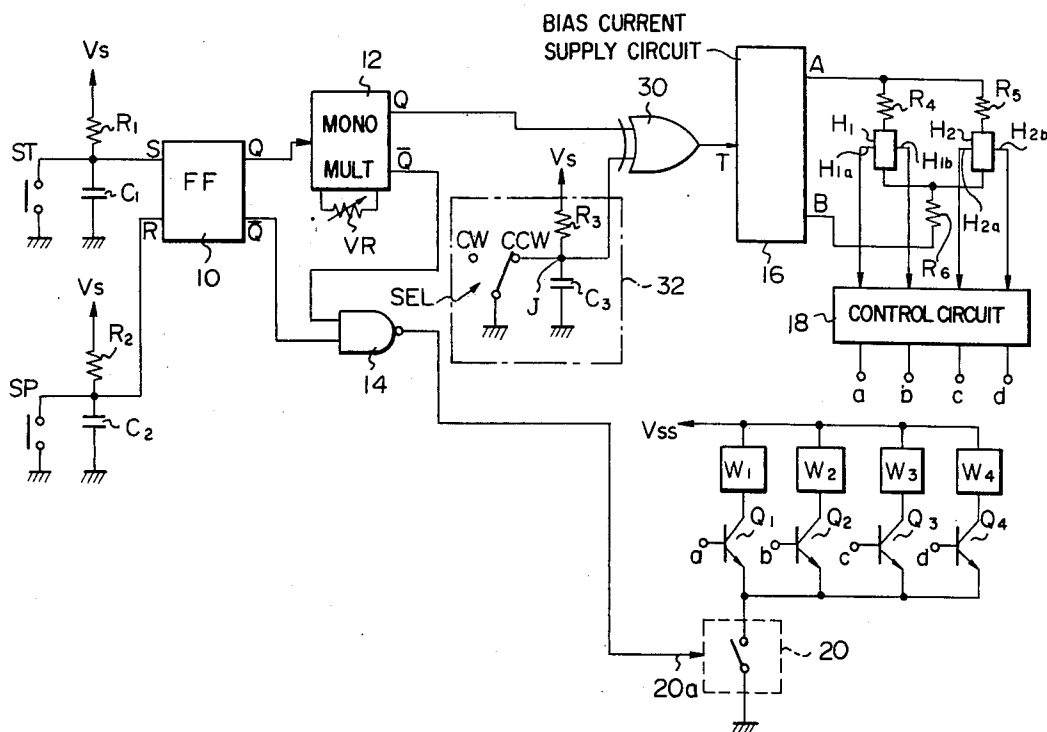 BIAS CURRENT
SUPPLY CIRCUIT
Vs
12
Q
30
A
R1
MONO
MULT
R4
R5
ST
S
Q
Q̅
Vs
T
H1
H2
H2b
FF
H1a
H1b
C1
R
Q̅
VR
R3
B
H2a
10
CW
CCW
16
R6
Vs
SEL
J
C3
32
R2
18
CONTROL CIRCUIT
14
SP
a
b
c
d
C2
Vss
W1
W2
W3
W4
Q1
Q2
Q3
Q4
a
b
c
d
20
20a